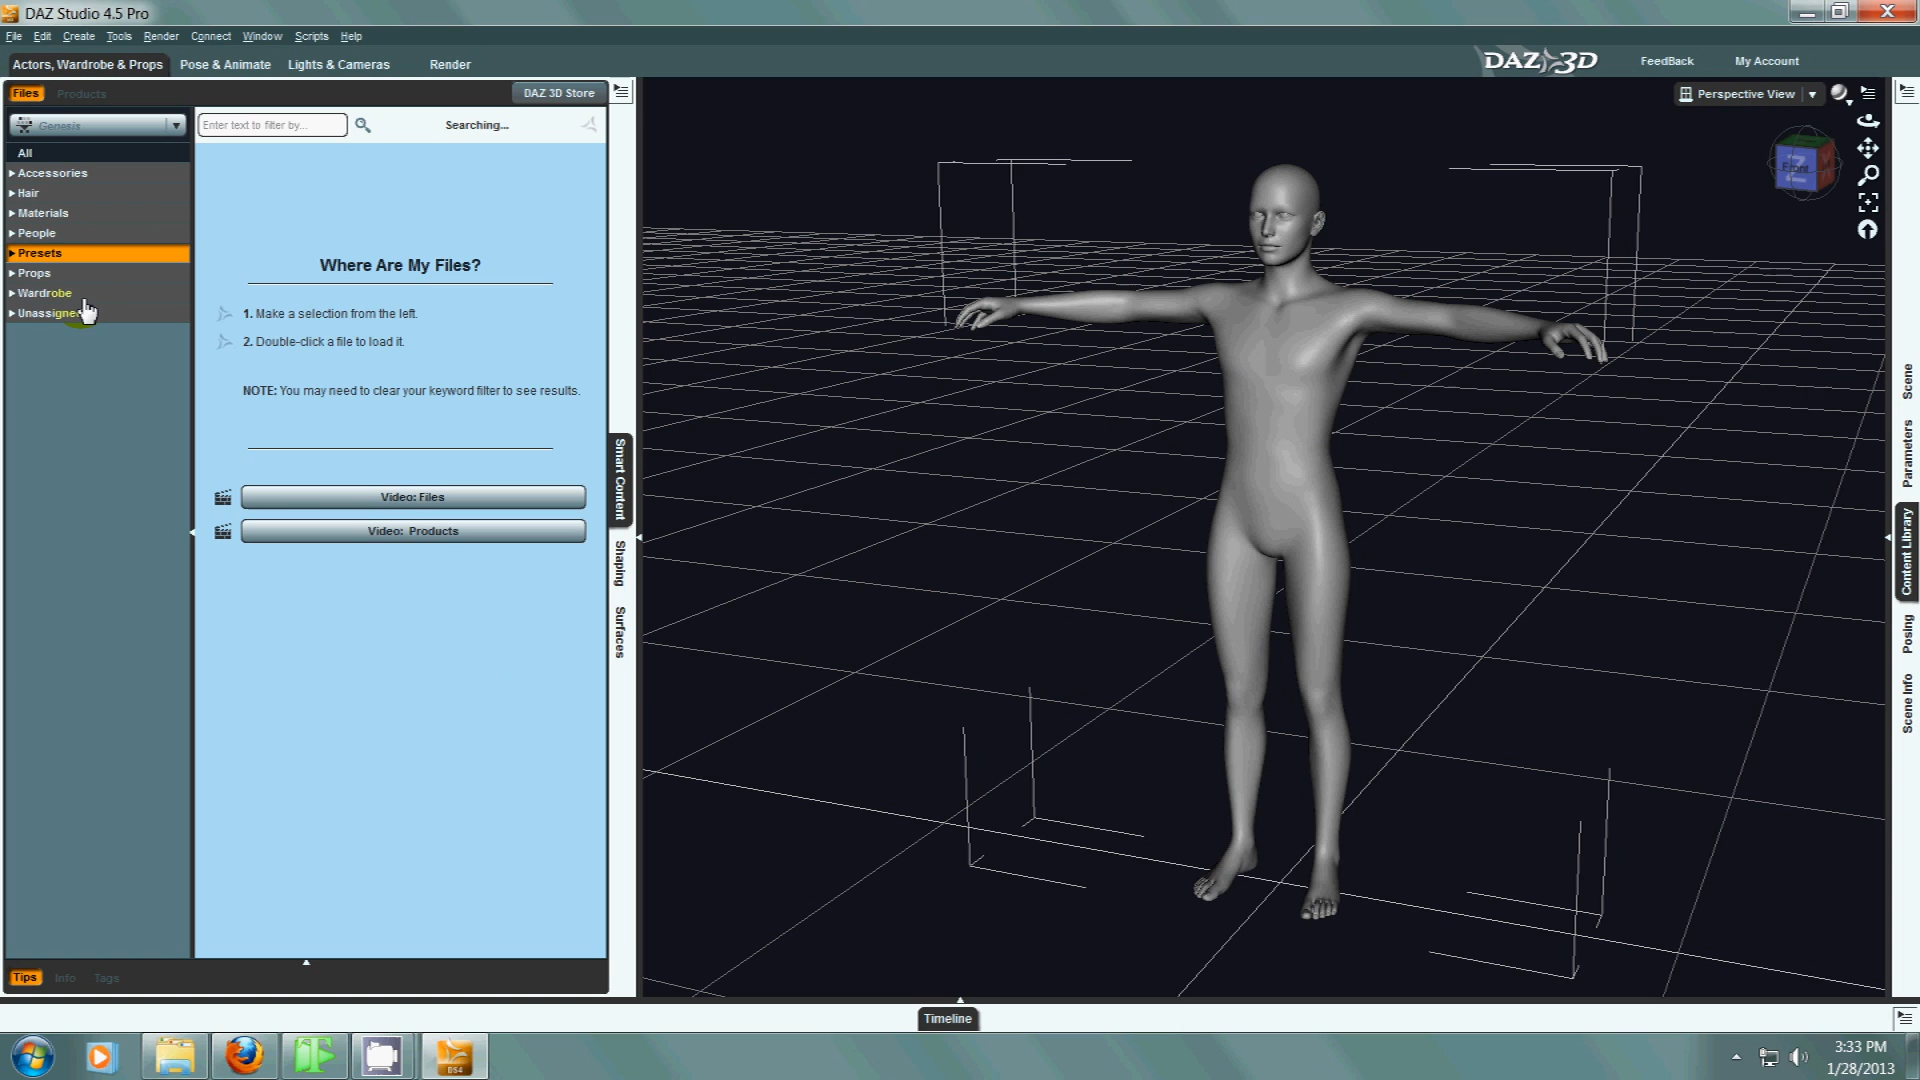 DAZ Studio 4.5 Pro
File Edit Create Tools Render Connect Window Scripts Help
Actors, Wardrobe & Props Pose & Animate Lights & Cameras Render
DAZ 3D FeedBack My Account
Files Products DAZ 3D Store
Perspective View
Genesis
Enter text to filter by... Searching...
All
Accessories
Hair
Materials
People
Presets
Props
Wardrobe
Unassigned
Front
Z
Where Are My Files?
1. Make a selection from the left.
2. Double-click a file to load it.
NOTE: You may need to clear your keyword filter to see results.
Video: Files
Video: Products
Smart Content
Shaping
Surfaces
Scene
Parameters
Content Library
Posing
Scene Info
Tips Info Tags
Timeline
DS4
3:33 PM
1/28/2013